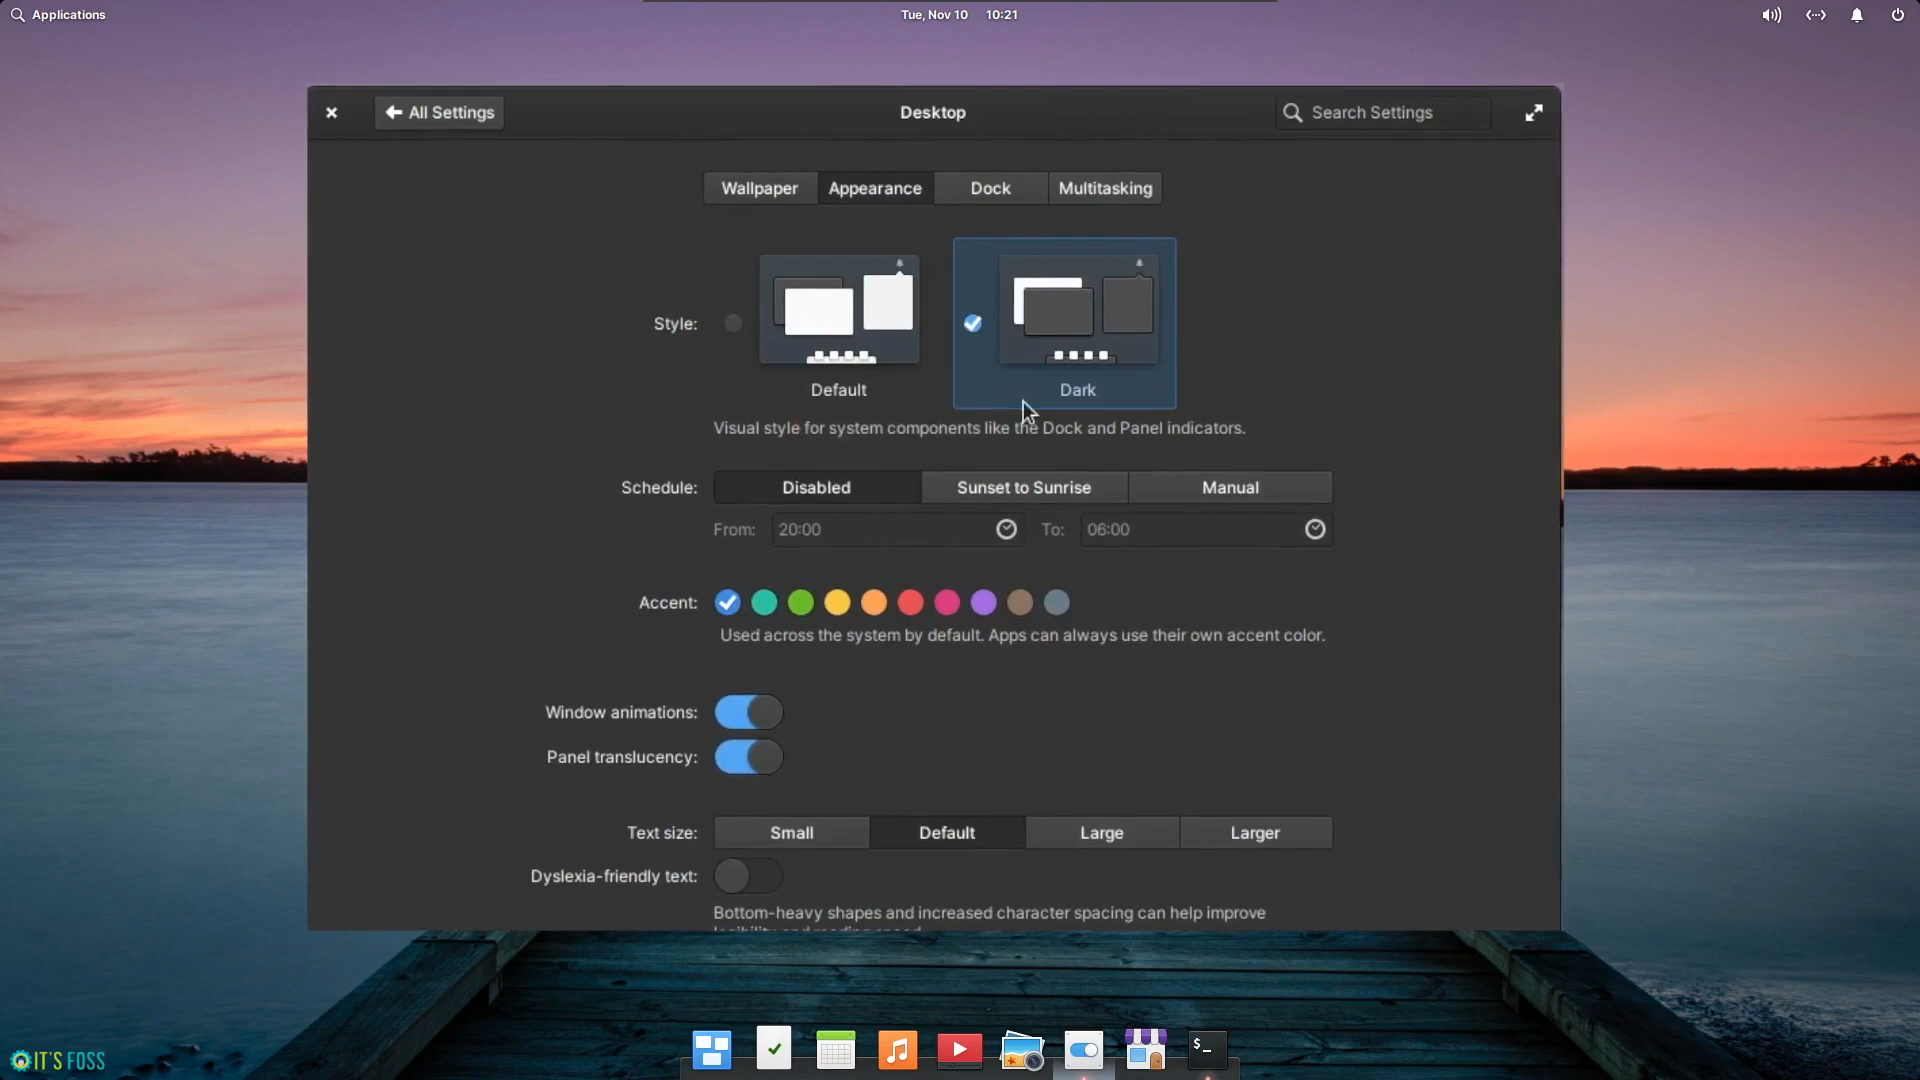 Applications
Tue, Nov 10 10:21
All Settings
Desktop
Search Settings
Wallpaper
Appearance
Dock
Multitasking
Style:
Default
Dark
Visual style for system components like the Dock and Panel indicators.
Schedule:
Disabled
Sunset to Sunrise
Manual
From:
20:00
To:
06:00
Accent:
Used across the system by default. Apps can always use their own accent color.
Window animations:
Panel translucency:
Text size:
Small
Default
Large
Larger
Dyslexia-friendly text:
Bottom-heavy shapes and increased character spacing can help improve
legibility and reading speed.
$_
IT'S FOSS